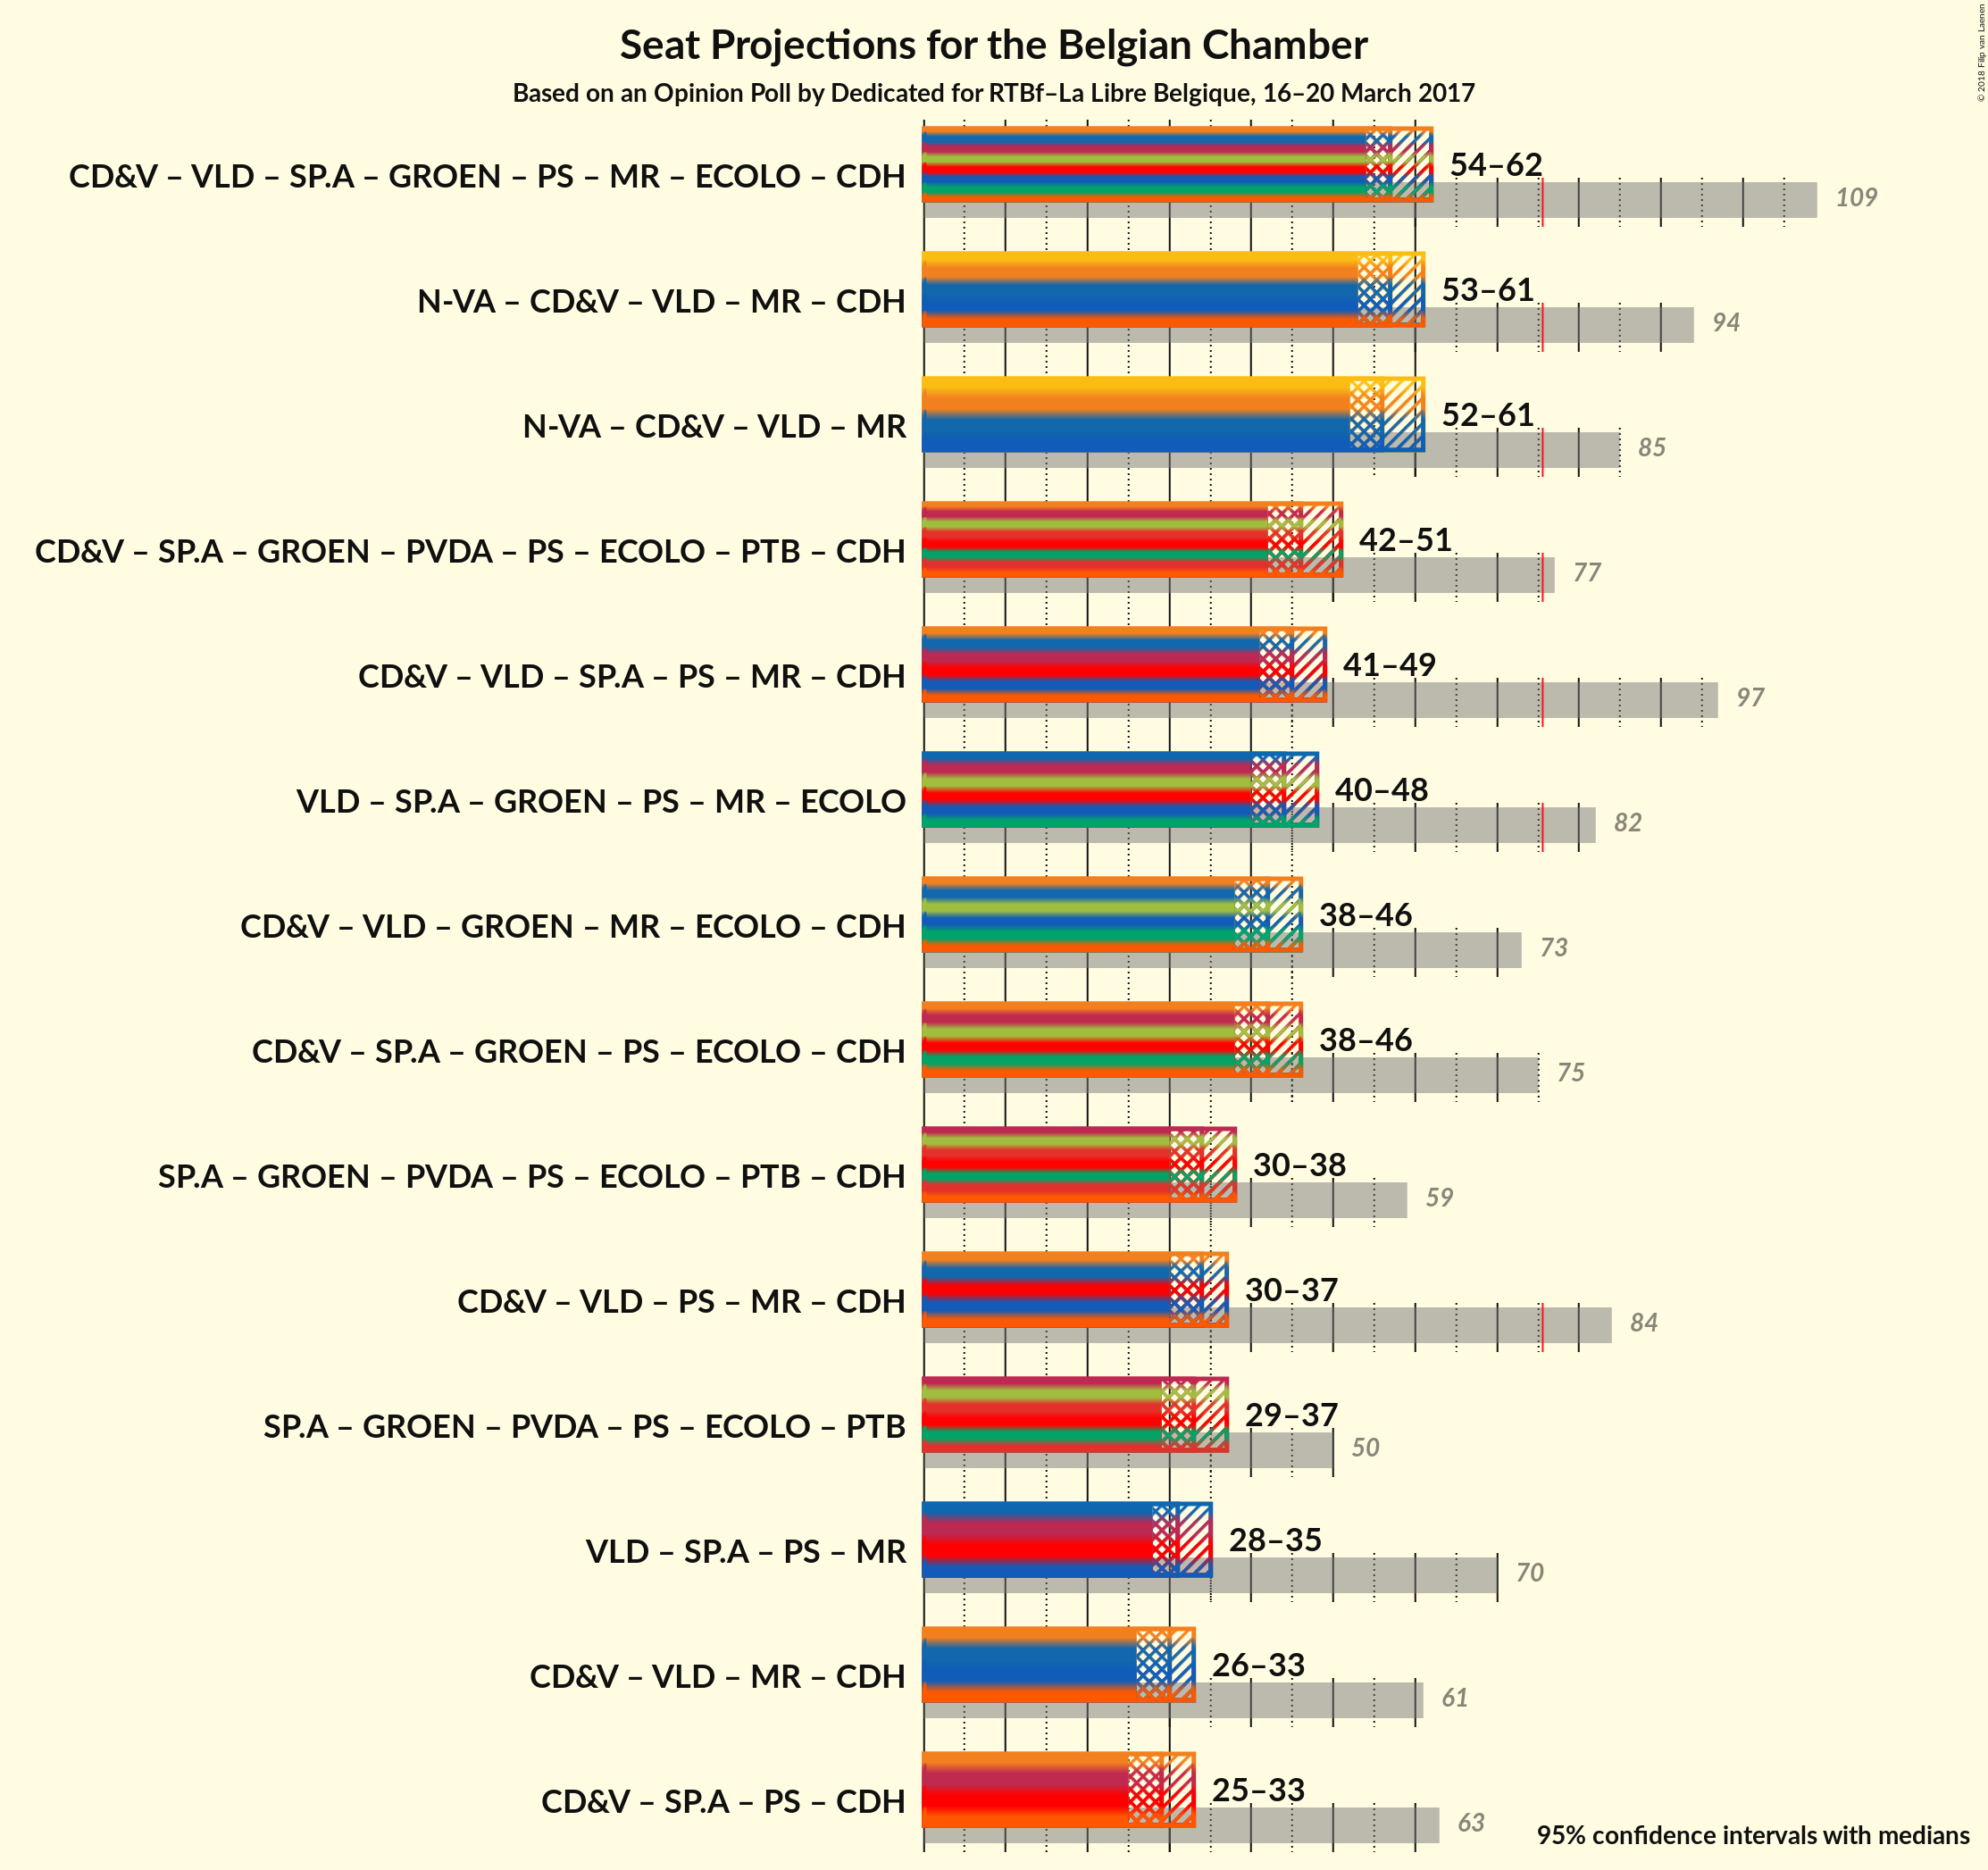 Seat Projections for the Belgian Chamber
Based on an Opinion Poll by Dedicated for RTBf–La Libre Belgique, 16–20 March 2017
© 2018 Filip van Laenen
CD&V – VLD – SP.A – GROEN – PS – MR – ECOLO – CDH
54–62
109
N-VA – CD&V – VLD – MR – CDH
53–61
94
N-VA – CD&V – VLD – MR
52–61
85
CD&V – SP.A – GROEN – PVDA – PS – ECOLO – PTB – CDH
42–51
77
CD&V – VLD – SP.A – PS – MR – CDH
41–49
97
VLD – SP.A – GROEN – PS – MR – ECOLO
40–48
82
CD&V – VLD – GROEN – MR – ECOLO – CDH
38–46
73
CD&V – SP.A – GROEN – PS – ECOLO – CDH
38–46
75
SP.A – GROEN – PVDA – PS – ECOLO – PTB – CDH
30–38
59
CD&V – VLD – PS – MR – CDH
30–37
84
SP.A – GROEN – PVDA – PS – ECOLO – PTB
29–37
50
VLD – SP.A – PS – MR
28–35
70
CD&V – VLD – MR – CDH
26–33
61
CD&V – SP.A – PS – CDH
25–33
63
95% confidence intervals with medians